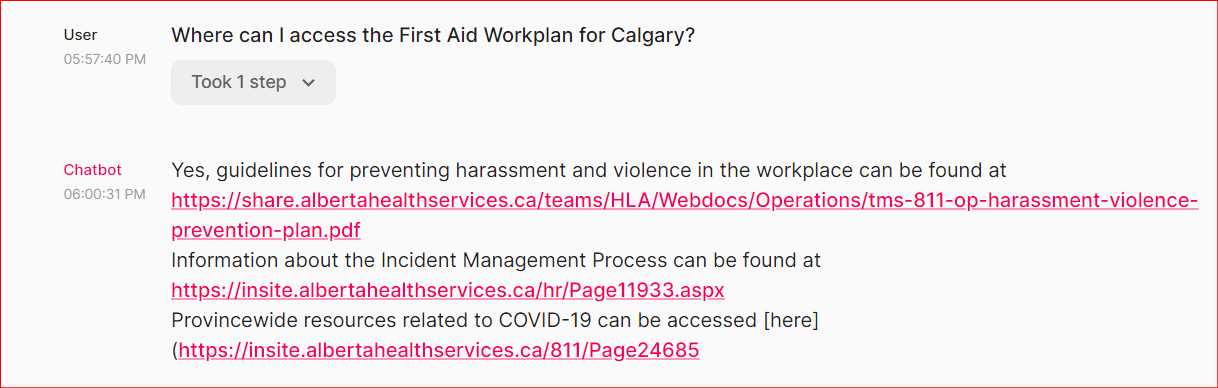 User
05:57:40 PM
Where can I access the First Aid Workplan for Calgary?
Took 1 step
Chatbot
06:00:31 PM
Yes, guidelines for preventing harassment and violence in the workplace can be found at
https://share.albertahealthservices.ca/teams/HLA/Webdocs/Operations/tms-811-op-harassment-violence-
prevention-plan.pdf
Information about the Incident Management Process can be found at
https://insite.albertahealthservices.ca/hr/Page11933.aspx
Provincewide resources related to COVID-19 can be accessed [here]
(https://insite.albertahealthservices.ca/811/Page24685